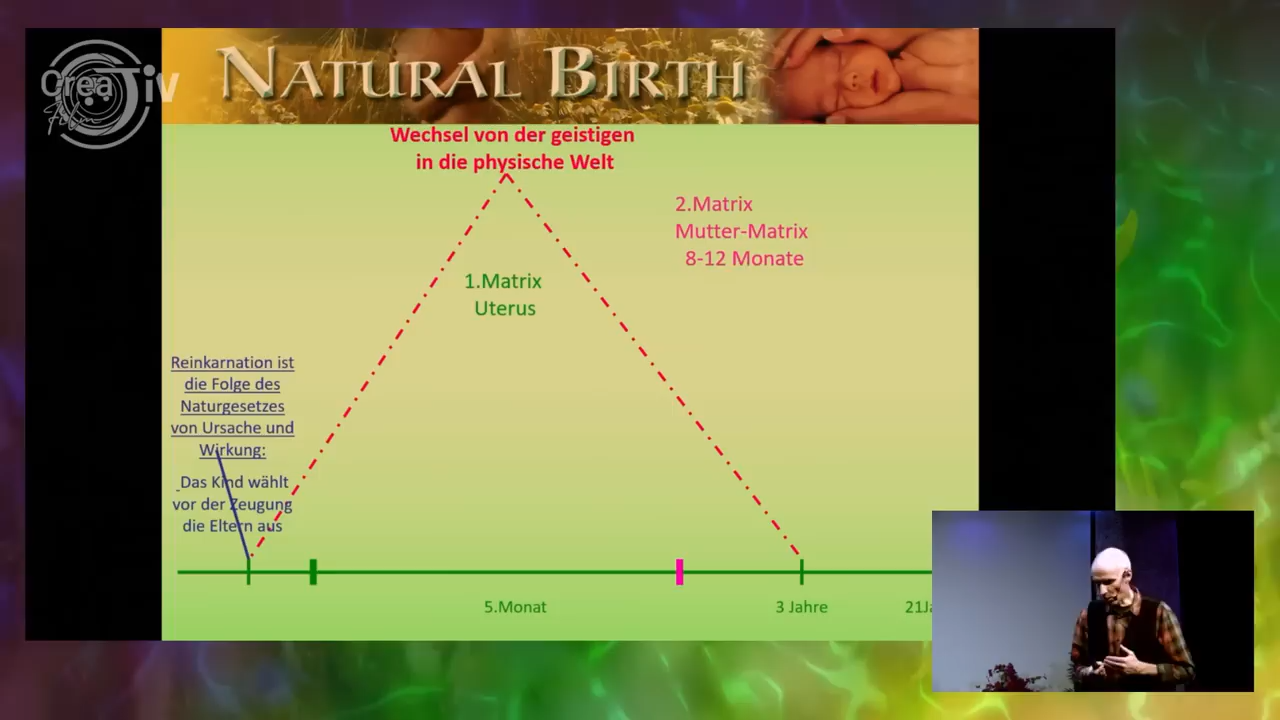 CreaTiv
Film
NATURAL BIRTH
Wechsel von der geistigen
in die physische Welt
2.Matrix
Mutter-Matrix
8-12 Monate
1.Matrix
Uterus
Reinkarnation ist
die Folge des
Naturgesetzes
von Ursache und
Wirkung:
Das Kind wählt
vor der Zeugung
die Eltern aus
5.Monat
3 Jahre